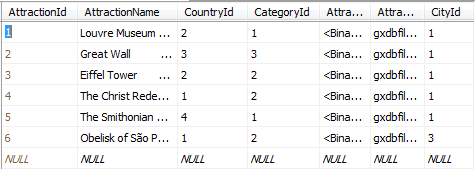 AttractionId AttractionName CountryId CategoryId Attra... Attra... CityId
1 Louvre Museum ... 2 1 <Bina... gxdbfil... 1
2 Great Wall ... 3 3 <Bina... gxdbfil... 1
3 Eiffel Tower ... 2 2 <Bina... gxdbfil... 1
4 The Christ Rede... 1 2 <Bina... gxdbfil... 1
5 The Smithonian ... 4 1 <Bina... gxdbfil... 1
6 Obelisk of São P... 1 2 <Bina... gxdbfil... 3
NULL NULL NULL NULL NULL NULL NULL